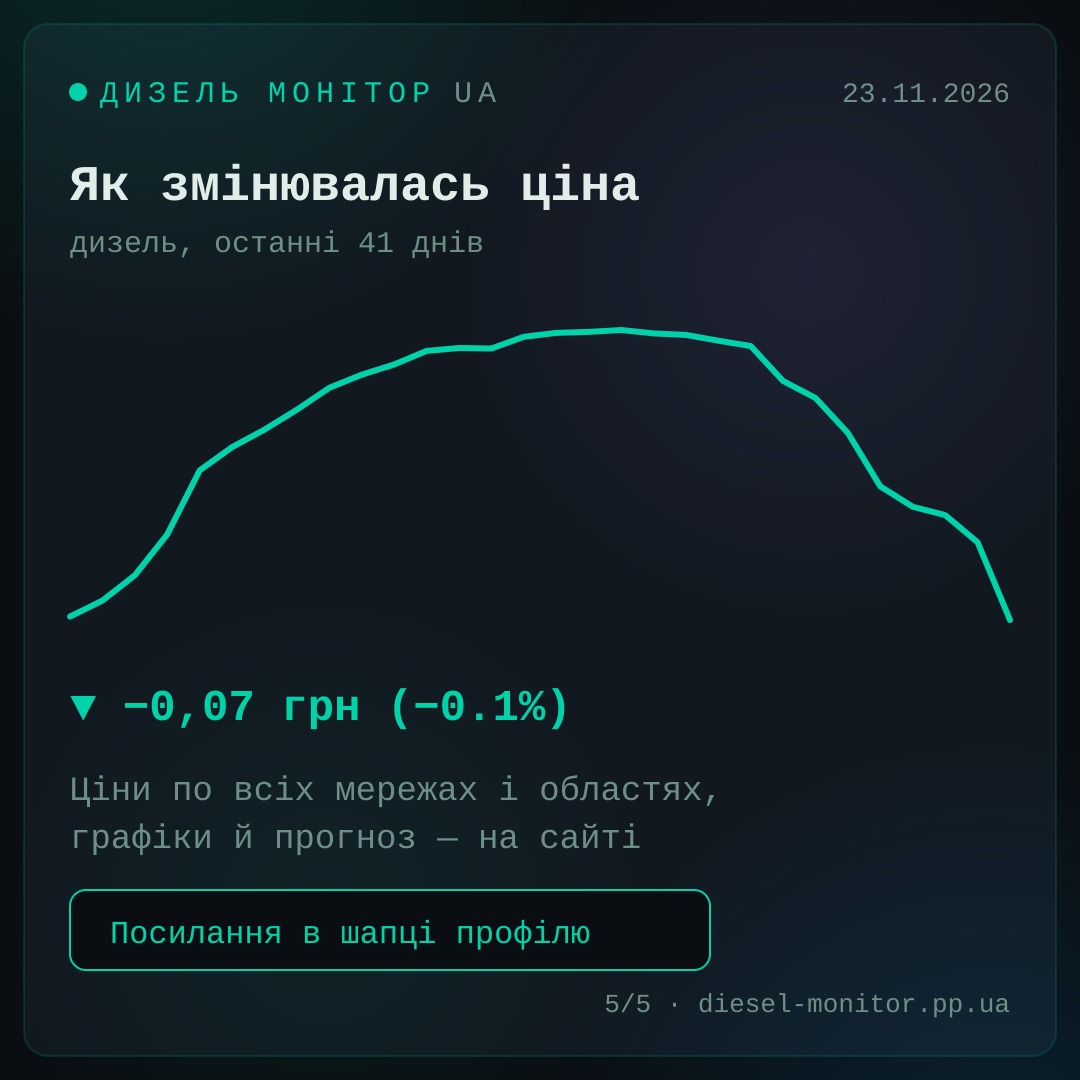 ДИЗЕЛЬ МОНІТОР UA
23.11.2026
Як змінювалась ціна
дизель, останні 41 днів
▼ −0,07 грн (−0.1%)
Ціни по всіх мережах і областях,
графіки й прогноз — на сайті
Посилання в шапці профілю
5/5 · diesel-monitor.pp.ua